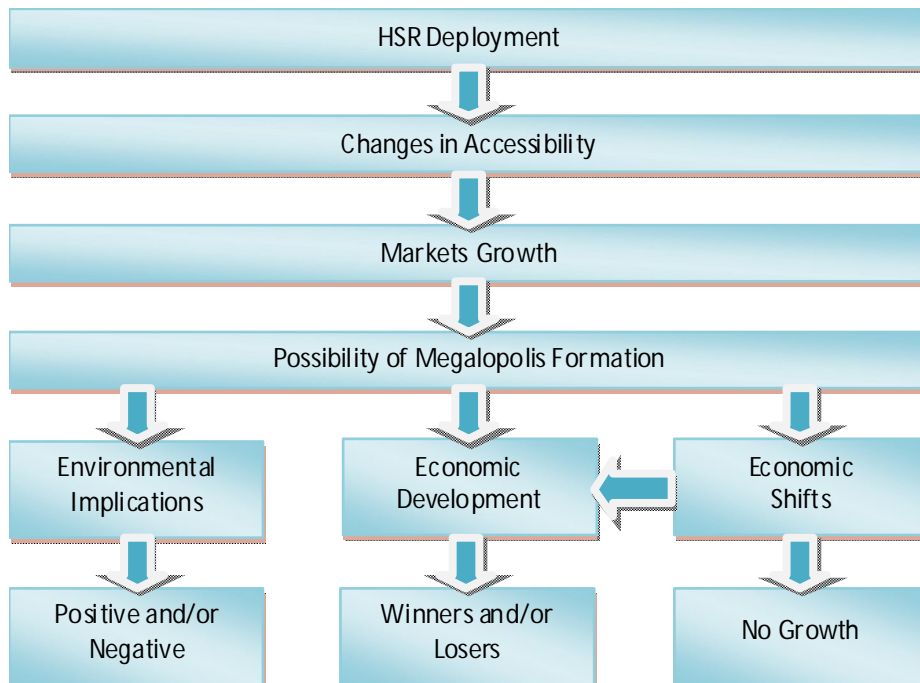 HSR Deployment
Changes in Accessibility
Markets Growth
Possibility of Megalopolis Formation
Environmental
Implications
Economic
Development
Economic
Shifts
Positive and/or
Negative
Winners and/or
Losers
No Growth